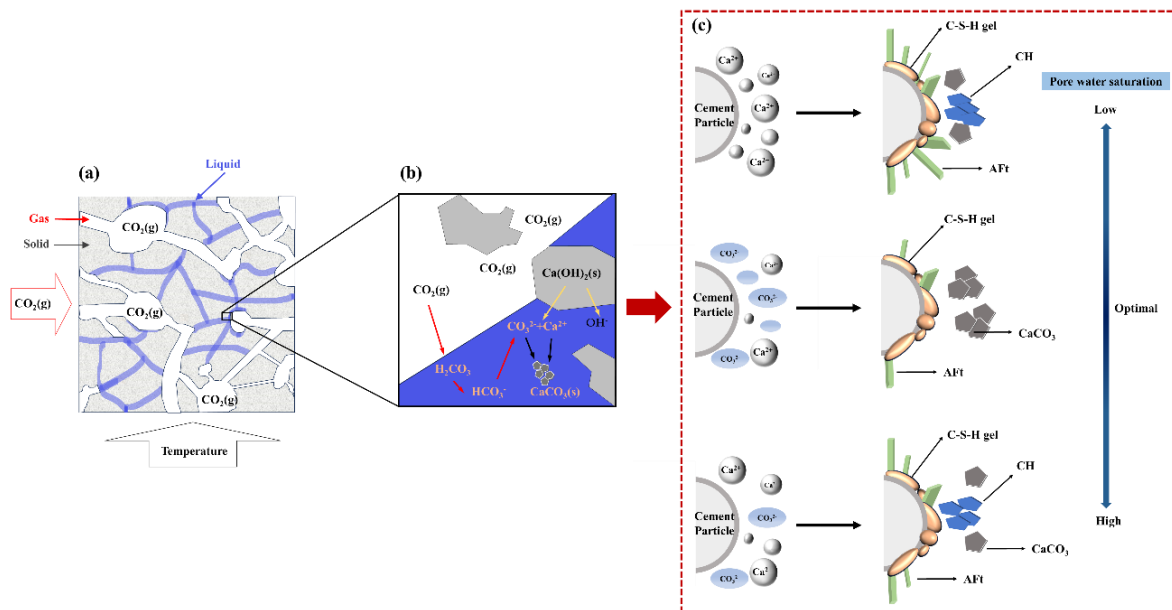 (a)
Liquid
Gas
Solid
CO₂(g)
CO₂(g)
CO₂(g)
CO₂(g)
Temperature
(b)
CO₂(g)
CO₂(g)
CO₂(g)
Ca(OH)₂(s)
CO₃²⁻+Ca²⁺
OH⁻
H₂CO₃
HCO₃⁻
CaCO₃(s)
(c)
Ca²⁺
Ca²⁺
Ca²⁺
Cement
Particle
C-S-H gel
CH
AFt
Pore water saturation
Low
CO₃²⁻
CO₃²⁻
CO₃²⁻
Ca²⁺
Cement
Particle
C-S-H gel
CaCO₃
AFt
Optimal
Ca²⁺
CO₃²⁻
CO₃²⁻
Cement
Particle
C-S-H gel
CH
CaCO₃
AFt
High